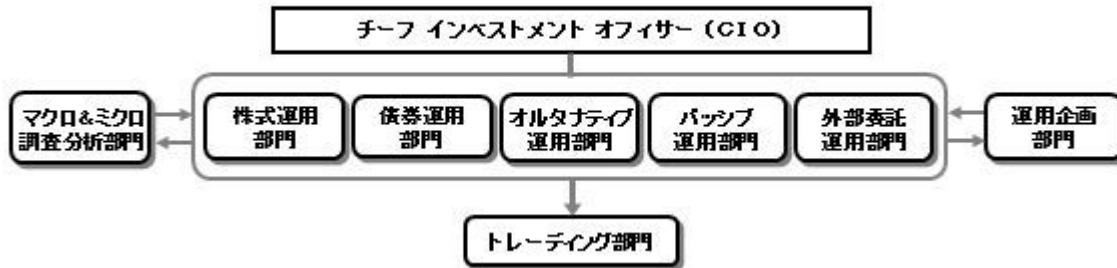 チーフ インベストメント オフィサー (CIO)
マクロ&ミクロ
調査分析部門
株式運用
部門
債券運用
部門
オルタナティブ
運用部門
パッシブ
運用部門
外部委託
運用部門
運用企画
部門
トレーディング部門